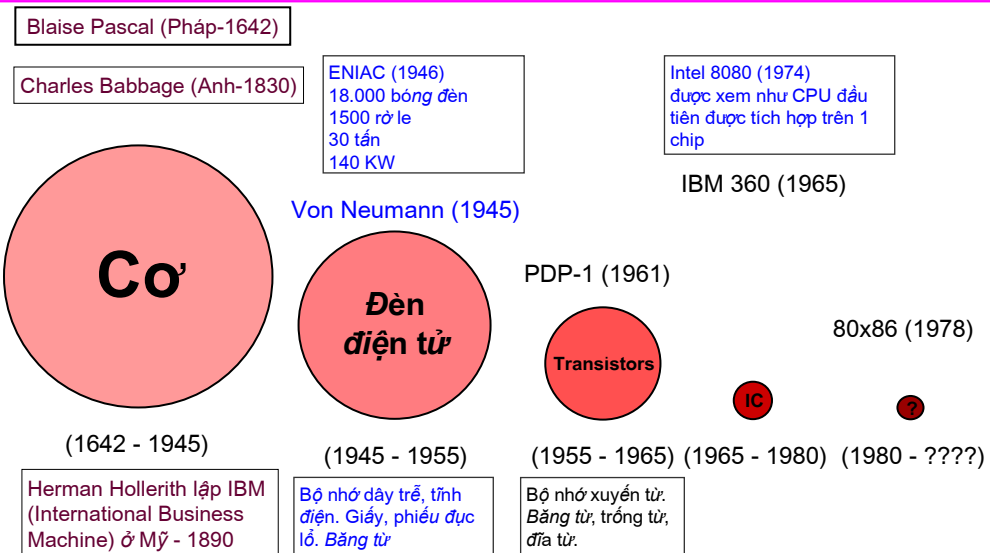 Blaise Pascal (Pháp-1642)
Charles Babbage (Anh-1830)
ENIAC (1946)
18.000 bóng đèn
1500 rở le
30 tấn
140 KW
Intel 8080 (1974)
được xem như CPU đầu
tiên được tích hợp trên 1
chip
IBM 360 (1965)
Von Neumann (1945)
PDP-1 (1961)
80x86 (1978)
Cơ
Đèn
điện tử
Transistors
IC
?
(1642 - 1945)
(1945 - 1955)
(1955 - 1965)
(1965 - 1980)
(1980 - ????)
Herman Hollerith lập IBM
(International Business
Machine) ở Mỹ - 1890
Bộ nhớ dây trễ, tĩnh
điện. Giấy, phiếu đục
lổ. Băng từ
Bộ nhớ xuyến từ.
Băng từ, trống từ,
đĩa từ.